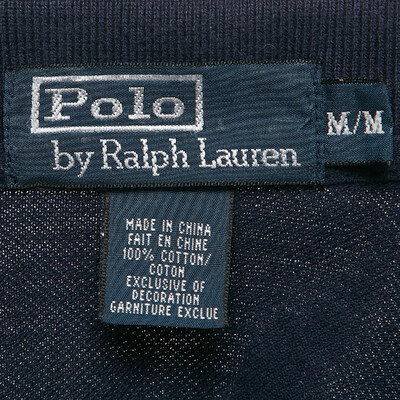 Polo
by Ralph Lauren
M/M
MADE IN CHINA
FAIT EN CHINE
100% COTTON/
COTON
EXCLUSIVE OF
DECORATION
GARNITURE EXCLUE